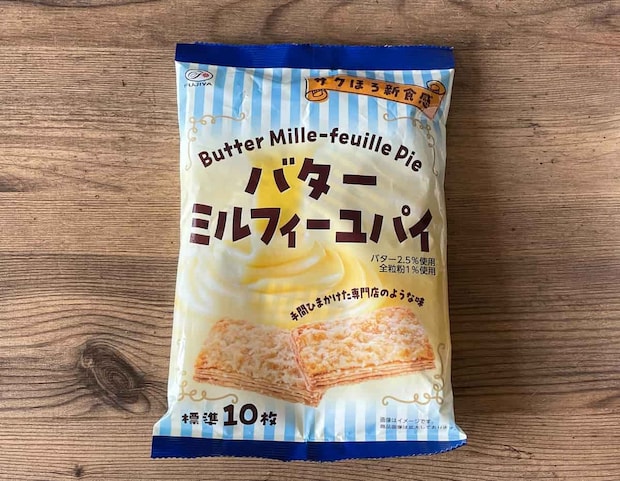 FUJIYA
サクほろ新食感
Butter Mille-feuille Pie
バター
ミルフィーユパイ
バター2.5%使用
全粒粉1%使用
手間ひまかけた専門店のような味
標準10枚
画像はイメージです。